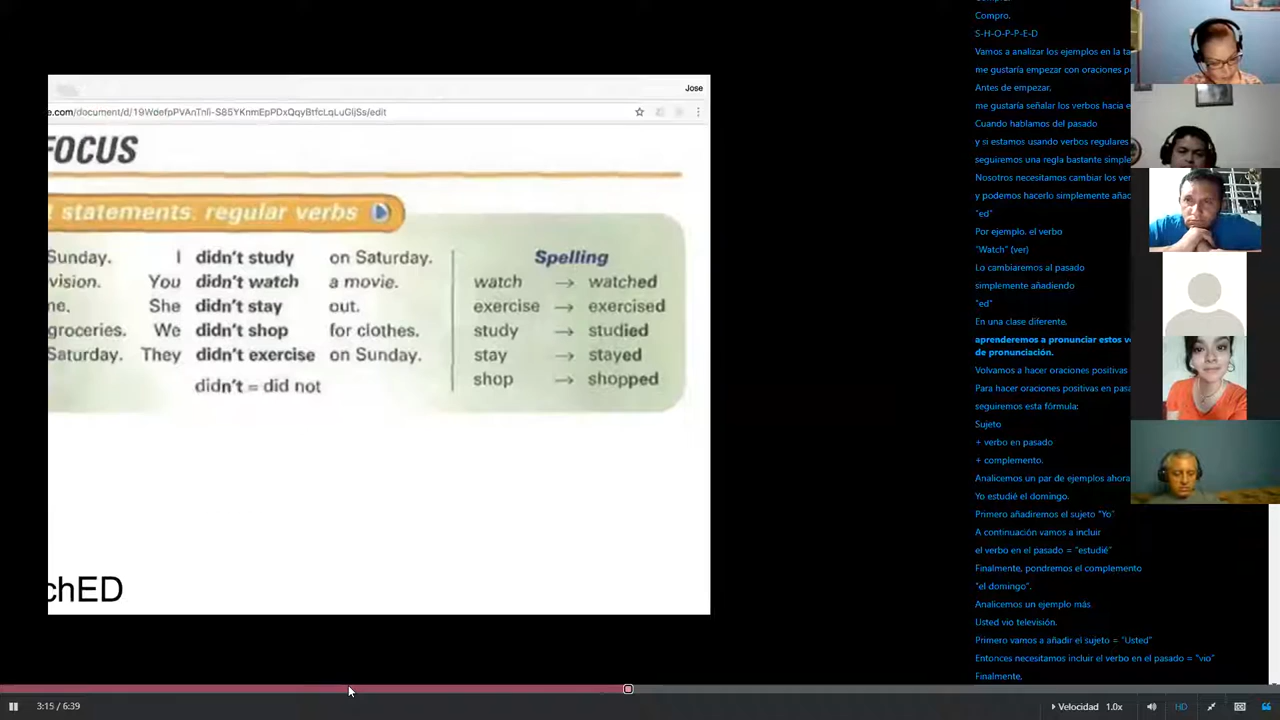 Jose
e.com/document/d/19WdefpPVAnTnfi-S85YKnmEpPDxQqyBtfcLqLuGljSs/edit
FOCUS
t statements. regular verbs
Sunday. I didn't study on Saturday.
vision. You didn't watch a movie.
She didn't stay out.
groceries. We didn't shop for clothes.
Saturday. They didn't exercise on Sunday.
didn't = did not
Spelling
watch → watched
exercise → exercised
study → studied
stay → stayed
shop → shopped
chED
Compro.
S-H-O-P-P-E-D
Vamos a analizar los ejemplos en la ta
me gustaría empezar con oraciones po
Antes de empezar,
me gustaría señalar los verbos hacia e
Cuando hablamos del pasado
y si estamos usando verbos regulares
seguiremos una regla bastante simple
Nosotros necesitamos cambiar los ver
y podemos hacerlo simplemente añad
"ed"
Por ejemplo, el verbo
"Watch" (ver)
Lo cambiaremos al pasado
simplemente añadiendo
"ed"
En una clase diferente,
aprenderemos a pronunciar estos ve
de pronunciación.
Volvamos a hacer oraciones positivas
Para hacer oraciones positivas en pasa
seguiremos esta fórmula:
Sujeto
+ verbo en pasado
+ complemento.
Analicemos un par de ejemplos ahora
Yo estudié el domingo.
Primero añadiremos el sujeto "Yo"
A continuación vamos a incluir
el verbo en el pasado = "estudié"
Finalmente, pondremos el complemento
"el domingo".
Analicemos un ejemplo más
Usted vio televisión.
Primero vamos a añadir el sujeto = "Usted"
Entonces necesitamos incluir el verbo en el pasado = "vio"
Finalmente,
3:15 / 6:39
Velocidad 1.0x
HD